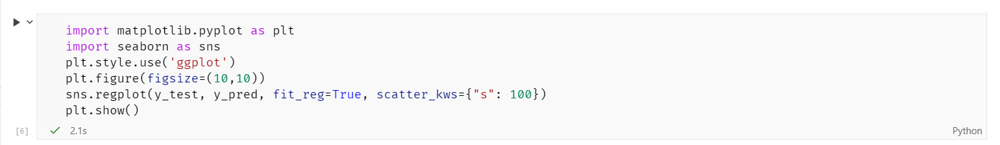 import matplotlib.pyplot as plt
import seaborn as sns
plt.style.use('ggplot')
plt.figure(figsize=(10,10))
sns.regplot(y_test, y_pred, fit_reg=True, scatter_kws={"s": 100})
plt.show()
[6] 2.1s Python